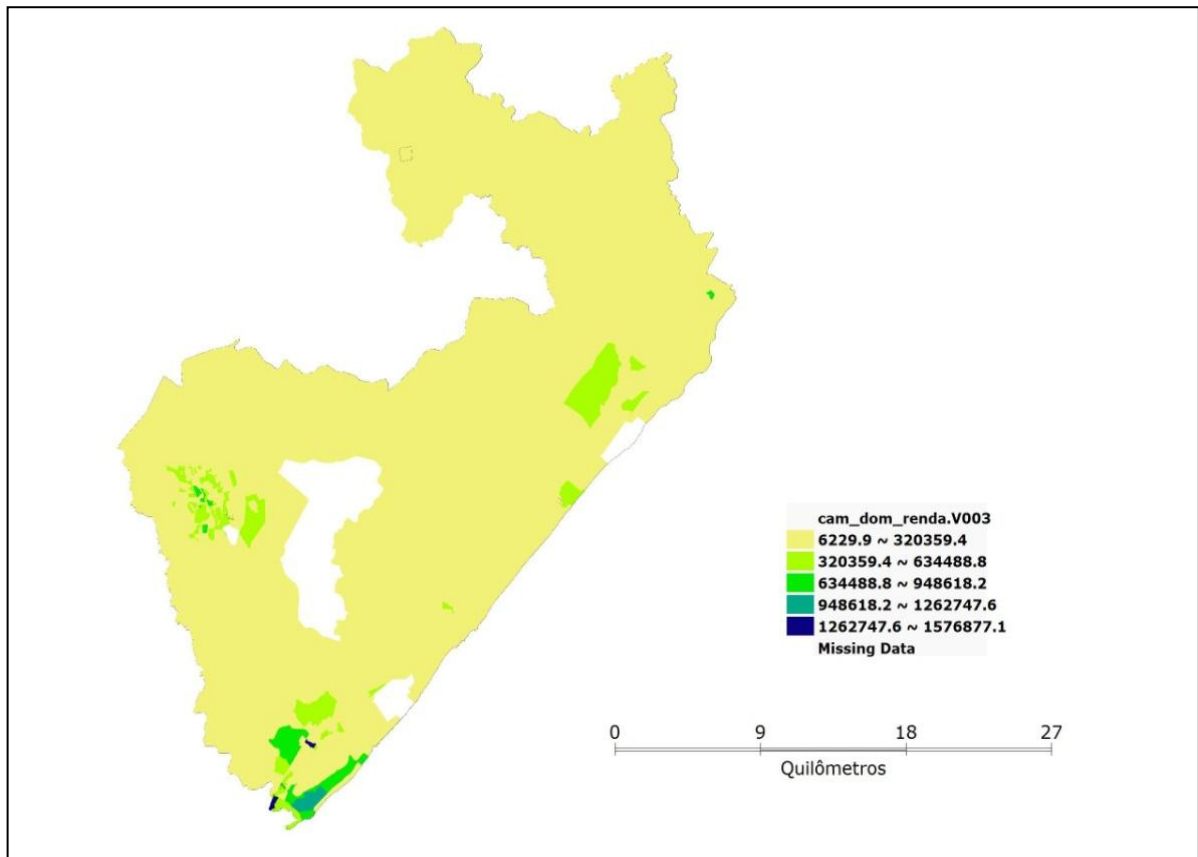 cam_dom_renda.V003
6229.9 ~ 320359.4
320359.4 ~ 634488.8
634488.8 ~ 948618.2
948618.2 ~ 1262747.6
1262747.6 ~ 1576877.1
Missing Data
0 9 18 27
Quilômetros